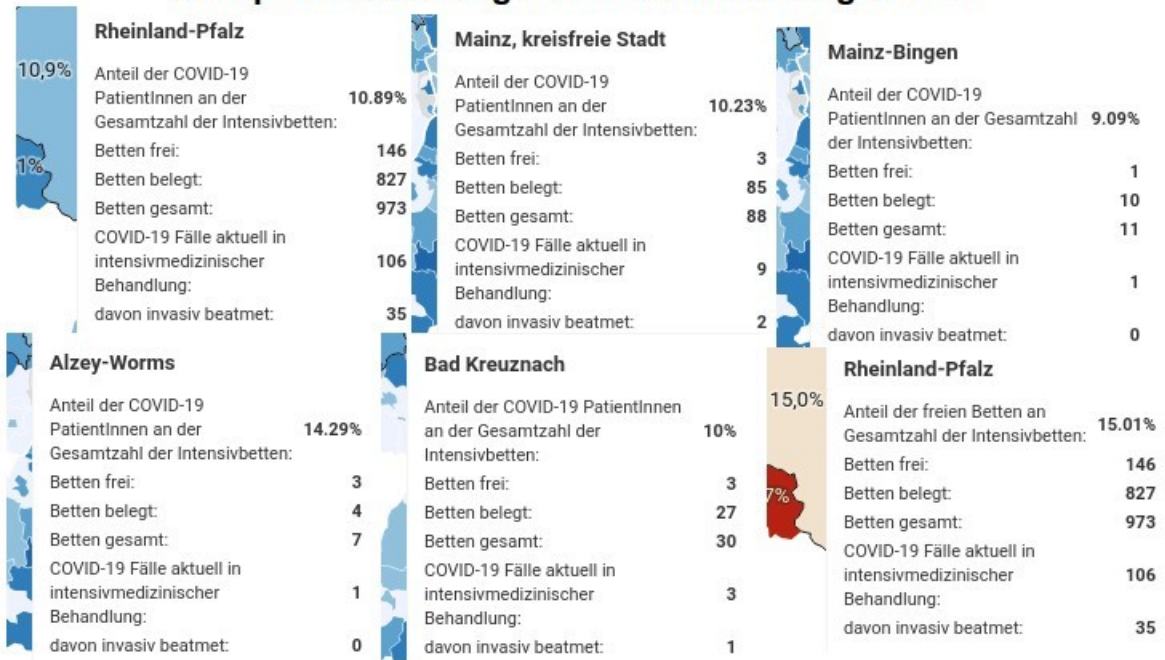 Rheinland-Pfalz
10,9%
1%
Anteil der COVID-19
PatientInnen an der 10.89%
Gesamtzahl der Intensivbetten:
Betten frei: 146
Betten belegt: 827
Betten gesamt: 973
COVID-19 Fälle aktuell in
intensivmedizinischer 106
Behandlung:
davon invasiv beatmet: 35
Mainz, kreisfreie Stadt
Anteil der COVID-19
PatientInnen an der 10.23%
Gesamtzahl der Intensivbetten:
Betten frei: 3
Betten belegt: 85
Betten gesamt: 88
COVID-19 Fälle aktuell in
intensivmedizinischer 9
Behandlung:
davon invasiv beatmet: 2
Mainz-Bingen
Anteil der COVID-19
PatientInnen an der Gesamtzahl 9.09%
der Intensivbetten:
Betten frei: 1
Betten belegt: 10
Betten gesamt: 11
COVID-19 Fälle aktuell in
intensivmedizinischer 1
Behandlung:
davon invasiv beatmet: 0
Alzey-Worms
Anteil der COVID-19
PatientInnen an der 14.29%
Gesamtzahl der Intensivbetten:
Betten frei: 3
Betten belegt: 4
Betten gesamt: 7
COVID-19 Fälle aktuell in
intensivmedizinischer 1
Behandlung:
davon invasiv beatmet: 0
Bad Kreuznach
Anteil der COVID-19 PatientInnen
an der Gesamtzahl der 10%
Intensivbetten:
Betten frei: 3
Betten belegt: 27
Betten gesamt: 30
COVID-19 Fälle aktuell in
intensivmedizinischer 3
Behandlung:
davon invasiv beatmet: 1
Rheinland-Pfalz
15,0%
7%
Anteil der freien Betten an 15.01%
Gesamtzahl der Intensivbetten:
Betten frei: 146
Betten belegt: 827
Betten gesamt: 973
COVID-19 Fälle aktuell in
intensivmedizinischer 106
Behandlung:
davon invasiv beatmet: 35